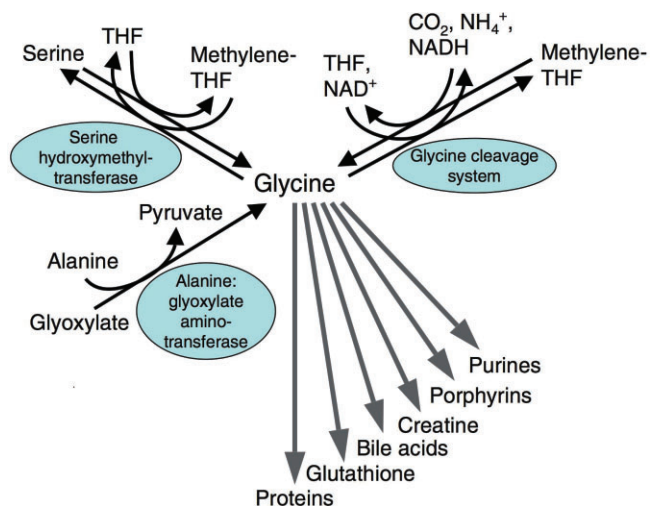 THF
Serine
Methylene-
THF
Serine
hydroxymethyl-
transferase
CO2, NH4+,
NADH
THF,
NAD+
Methylene-
THF
Glycine cleavage
system
Glycine
Pyruvate
Alanine
Glyoxylate
Alanine:
glyoxylate
amino-
transferase
Purines
Porphyrins
Creatine
Bile acids
Glutathione
Proteins